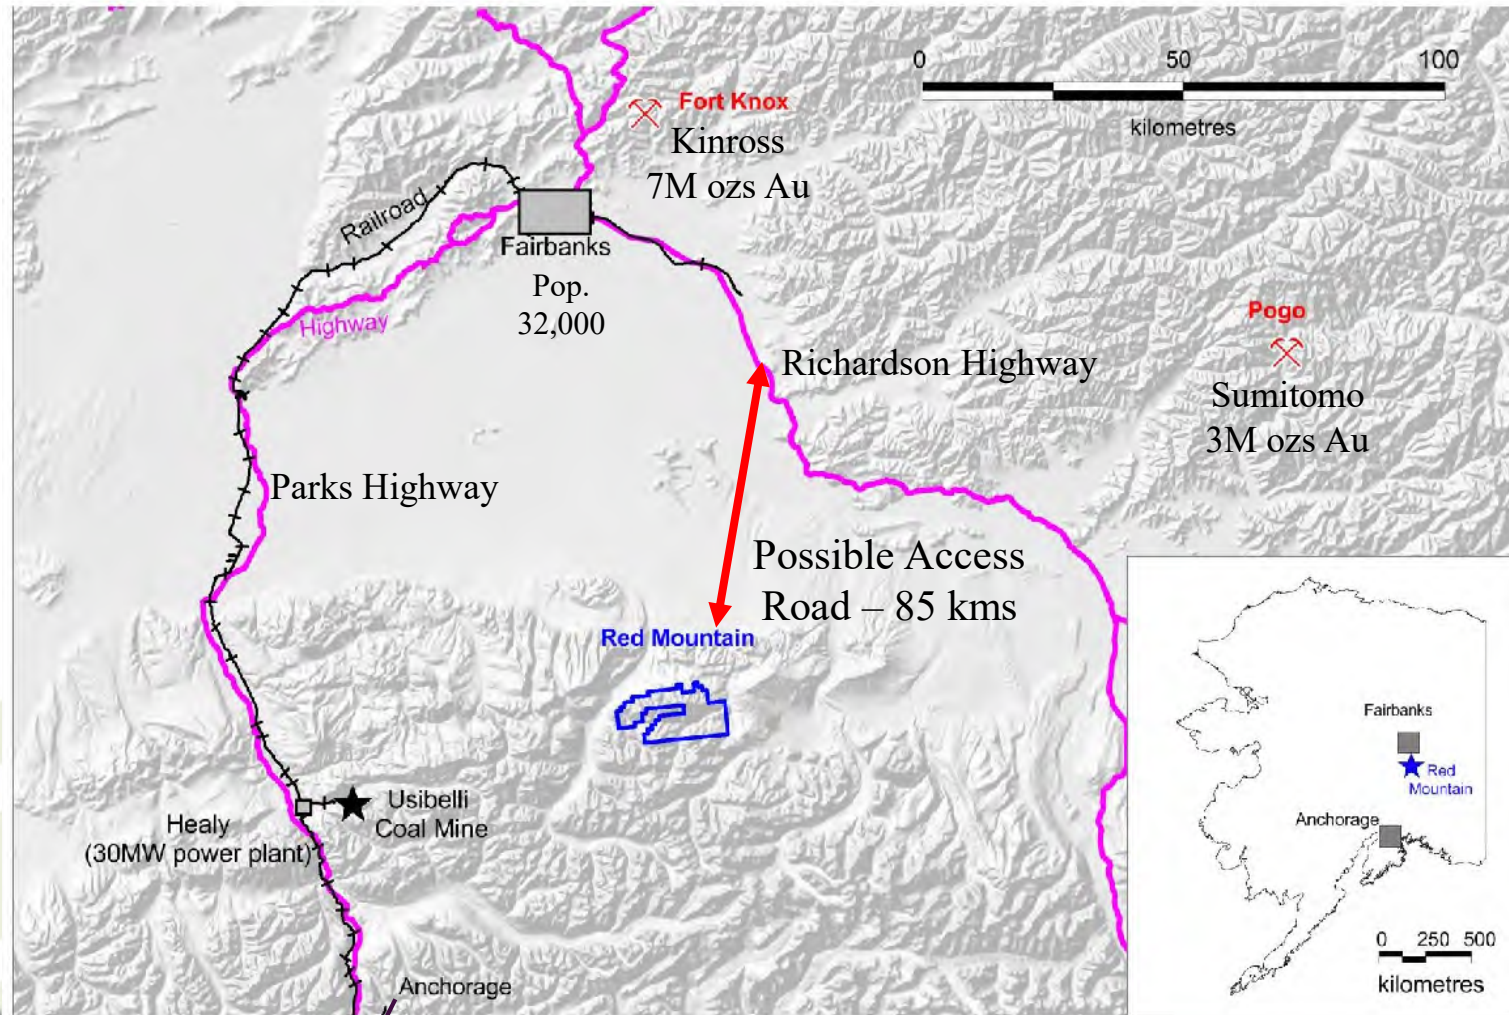 0 50 100
kilometres
Fort Knox
Kinross
7M ozs Au
Railroad
Fairbanks
Pop.
32,000
Highway
Pogo
Sumitomo
3M ozs Au
Richardson Highway
Parks Highway
Possible Access
Road – 85 kms
Red Mountain
Usibelli
Coal Mine
Healy
(30MW power plant)
Anchorage
Fairbanks
Red
Mountain
Anchorage
0 250 500
kilometres